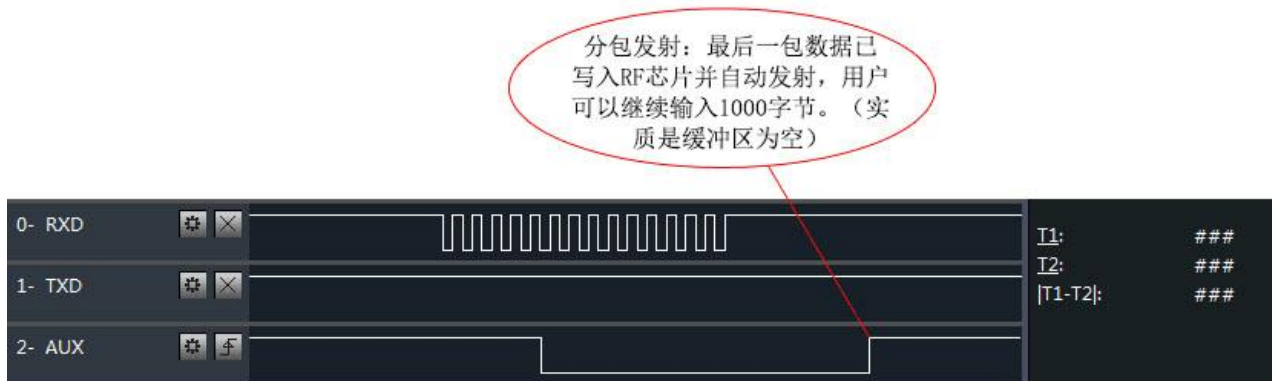 分包发射：最后一包数据已
写入RF芯片并自动发射，用户
可以继续输入1000字节。（实
质是缓冲区为空）
0- RXD
T1: ###
1- TXD
T2: ###
|T1-T2|: ###
2- AUX